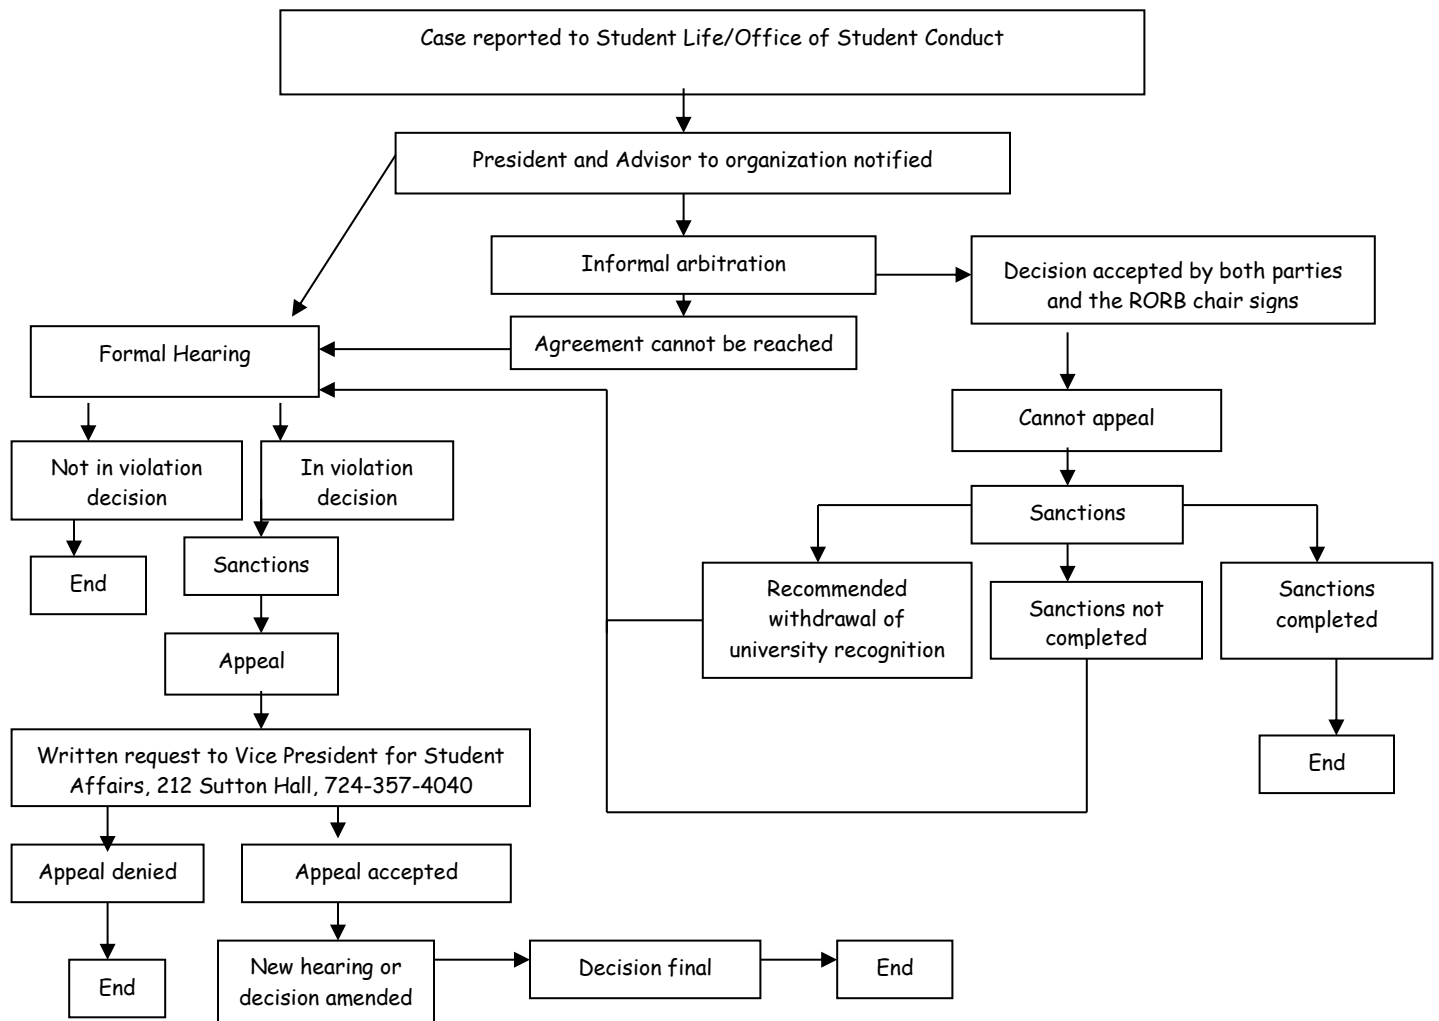 Case reported to Student Life/Office of Student Conduct
President and Advisor to organization notified
Informal arbitration
Decision accepted by both parties
and the RORB chair signs
Agreement cannot be reached
Formal Hearing
Cannot appeal
Not in violation
decision
In violation
decision
Sanctions
End
Sanctions
Recommended
withdrawal of
university recognition
Sanctions not
completed
Sanctions
completed
Appeal
End
Written request to Vice President for Student
Affairs, 212 Sutton Hall, 724-357-4040
Appeal denied
Appeal accepted
End
New hearing or
decision amended
Decision final
End